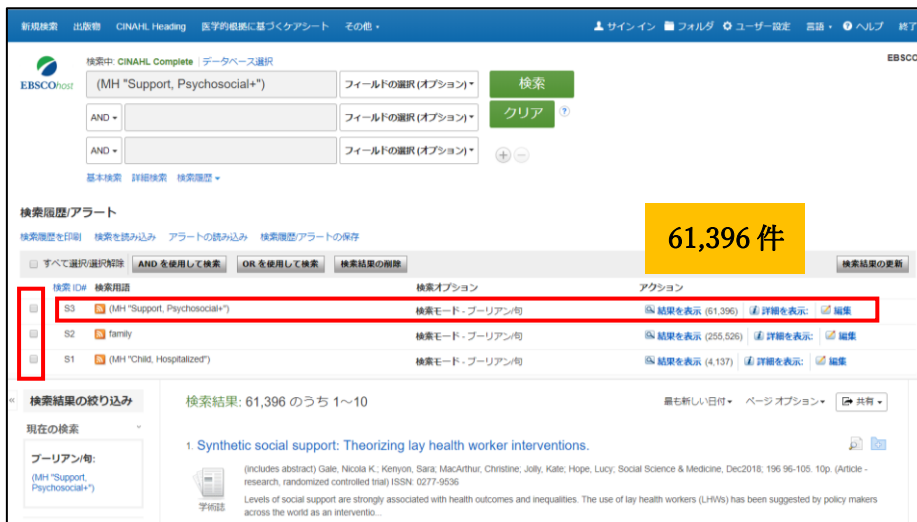 新規検索 出版物 CINAHL Heading 医学的根拠に基づくケアシート その他 サインイン フォルダ ユーザー設定 言語 ヘルプ 終了
検索中: CINAHL Complete データベース選択
EBSCO
EBSCOhost
(MH "Support, Psychosocial+") フィールドの選択 (オプション) 検索
AND フィールドの選択 (オプション) クリア ?
AND フィールドの選択 (オプション)
基本検索 詳細検索 検索履歴
検索履歴/アラート
検索履歴を印刷 検索を読み込み アラートの読み込み 検索履歴/アラートの保存
61,396 件
すべて選択/選択解除 AND を使用して検索 OR を使用して検索 検索結果の削除 検索結果の更新
検索 ID# 検索用語 検索オプション アクション
S3 (MH "Support, Psychosocial+") 検索モード - ブーリアン/句 結果を表示 (61,396) 詳細を表示: 編集
S2 family 検索モード - ブーリアン/句 結果を表示 (255,526) 詳細を表示: 編集
S1 (MH "Child, Hospitalized") 検索モード - ブーリアン/句 結果を表示 (4,137) 詳細を表示: 編集
« 検索結果の絞り込み
検索結果: 61,396 のうち 1～10 最も新しい日付 ページ オプション 共有
現在の検索
ブーリアン/句:
(MH "Support,
Psychosocial+")
1. Synthetic social support: Theorizing lay health worker interventions.
(includes abstract) Gale, Nicola K.; Kenyon, Sara; MacArthur, Christine; Jolly, Kate; Hope, Lucy; Social Science & Medicine, Dec2018; 196 96-105. 10p. (Article -
research, randomized controlled trial) ISSN: 0277-9536
学術誌
Levels of social support are strongly associated with health outcomes and inequalities. The use of lay health workers (LHWs) has been suggested by policy makers
across the world as an interventio...